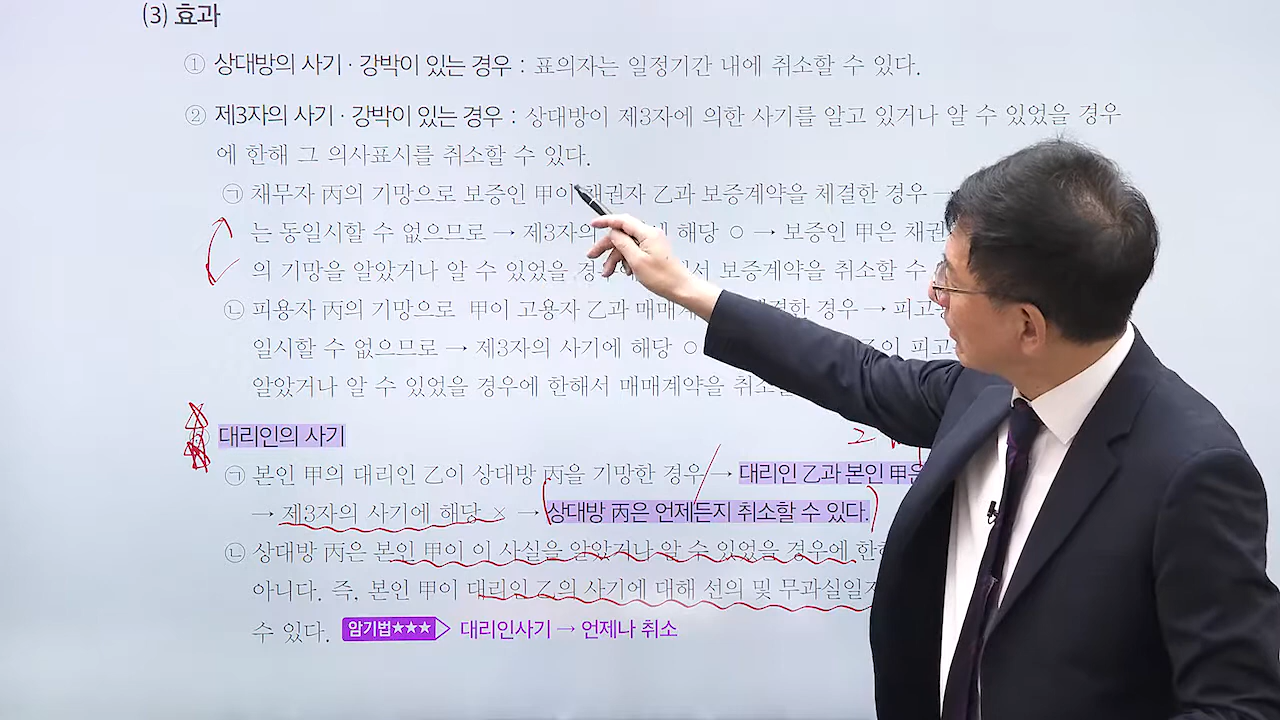 (3) 효과
① 상대방의 사기·강박이 있는 경우 : 표의자는 일정기간 내에 취소할 수 있다.
② 제3자의 사기·강박이 있는 경우 : 상대방이 제3자에 의한 사기를 알고 있거나 알 수 있었을 경우
에 한해 그 의사표시를 취소할 수 있다.
㉠ 채무자 丙의 기망으로 보증인 甲이 채권자 乙과 보증계약을 체결한 경우 →
는 동일시할 수 없으므로 → 제3자의 해당 ○ → 보증인 甲은
의 기망을 알았거나 알 수 있었을 보증계약을 취소할 수
㉡ 피용자 丙의 기망으로 甲이 고용자 乙과 경우 →
일시할 수 없으므로 → 제3자의 사기에 해당 ○
알았거나 알 수 있었을 경우에 한해서 매매계약을
대리인의 사기
㉠ 본인 甲의 대리인 乙이 상대방 丙을 기망한 경우 → 대리인 乙과 본인 甲은
→ 제3자의 사기에 해당 × → 상대방 丙은 언제든지 취소할 수 있다.
㉡ 상대방 丙은 본인 甲이 이 사실을 알았거나 알 수 있었을 경우에
아니다. 즉, 본인 甲이 대리인 乙의 사기에 대해 선의 및
수 있다. 암기법★★★ 대리인사기 → 언제나 취소